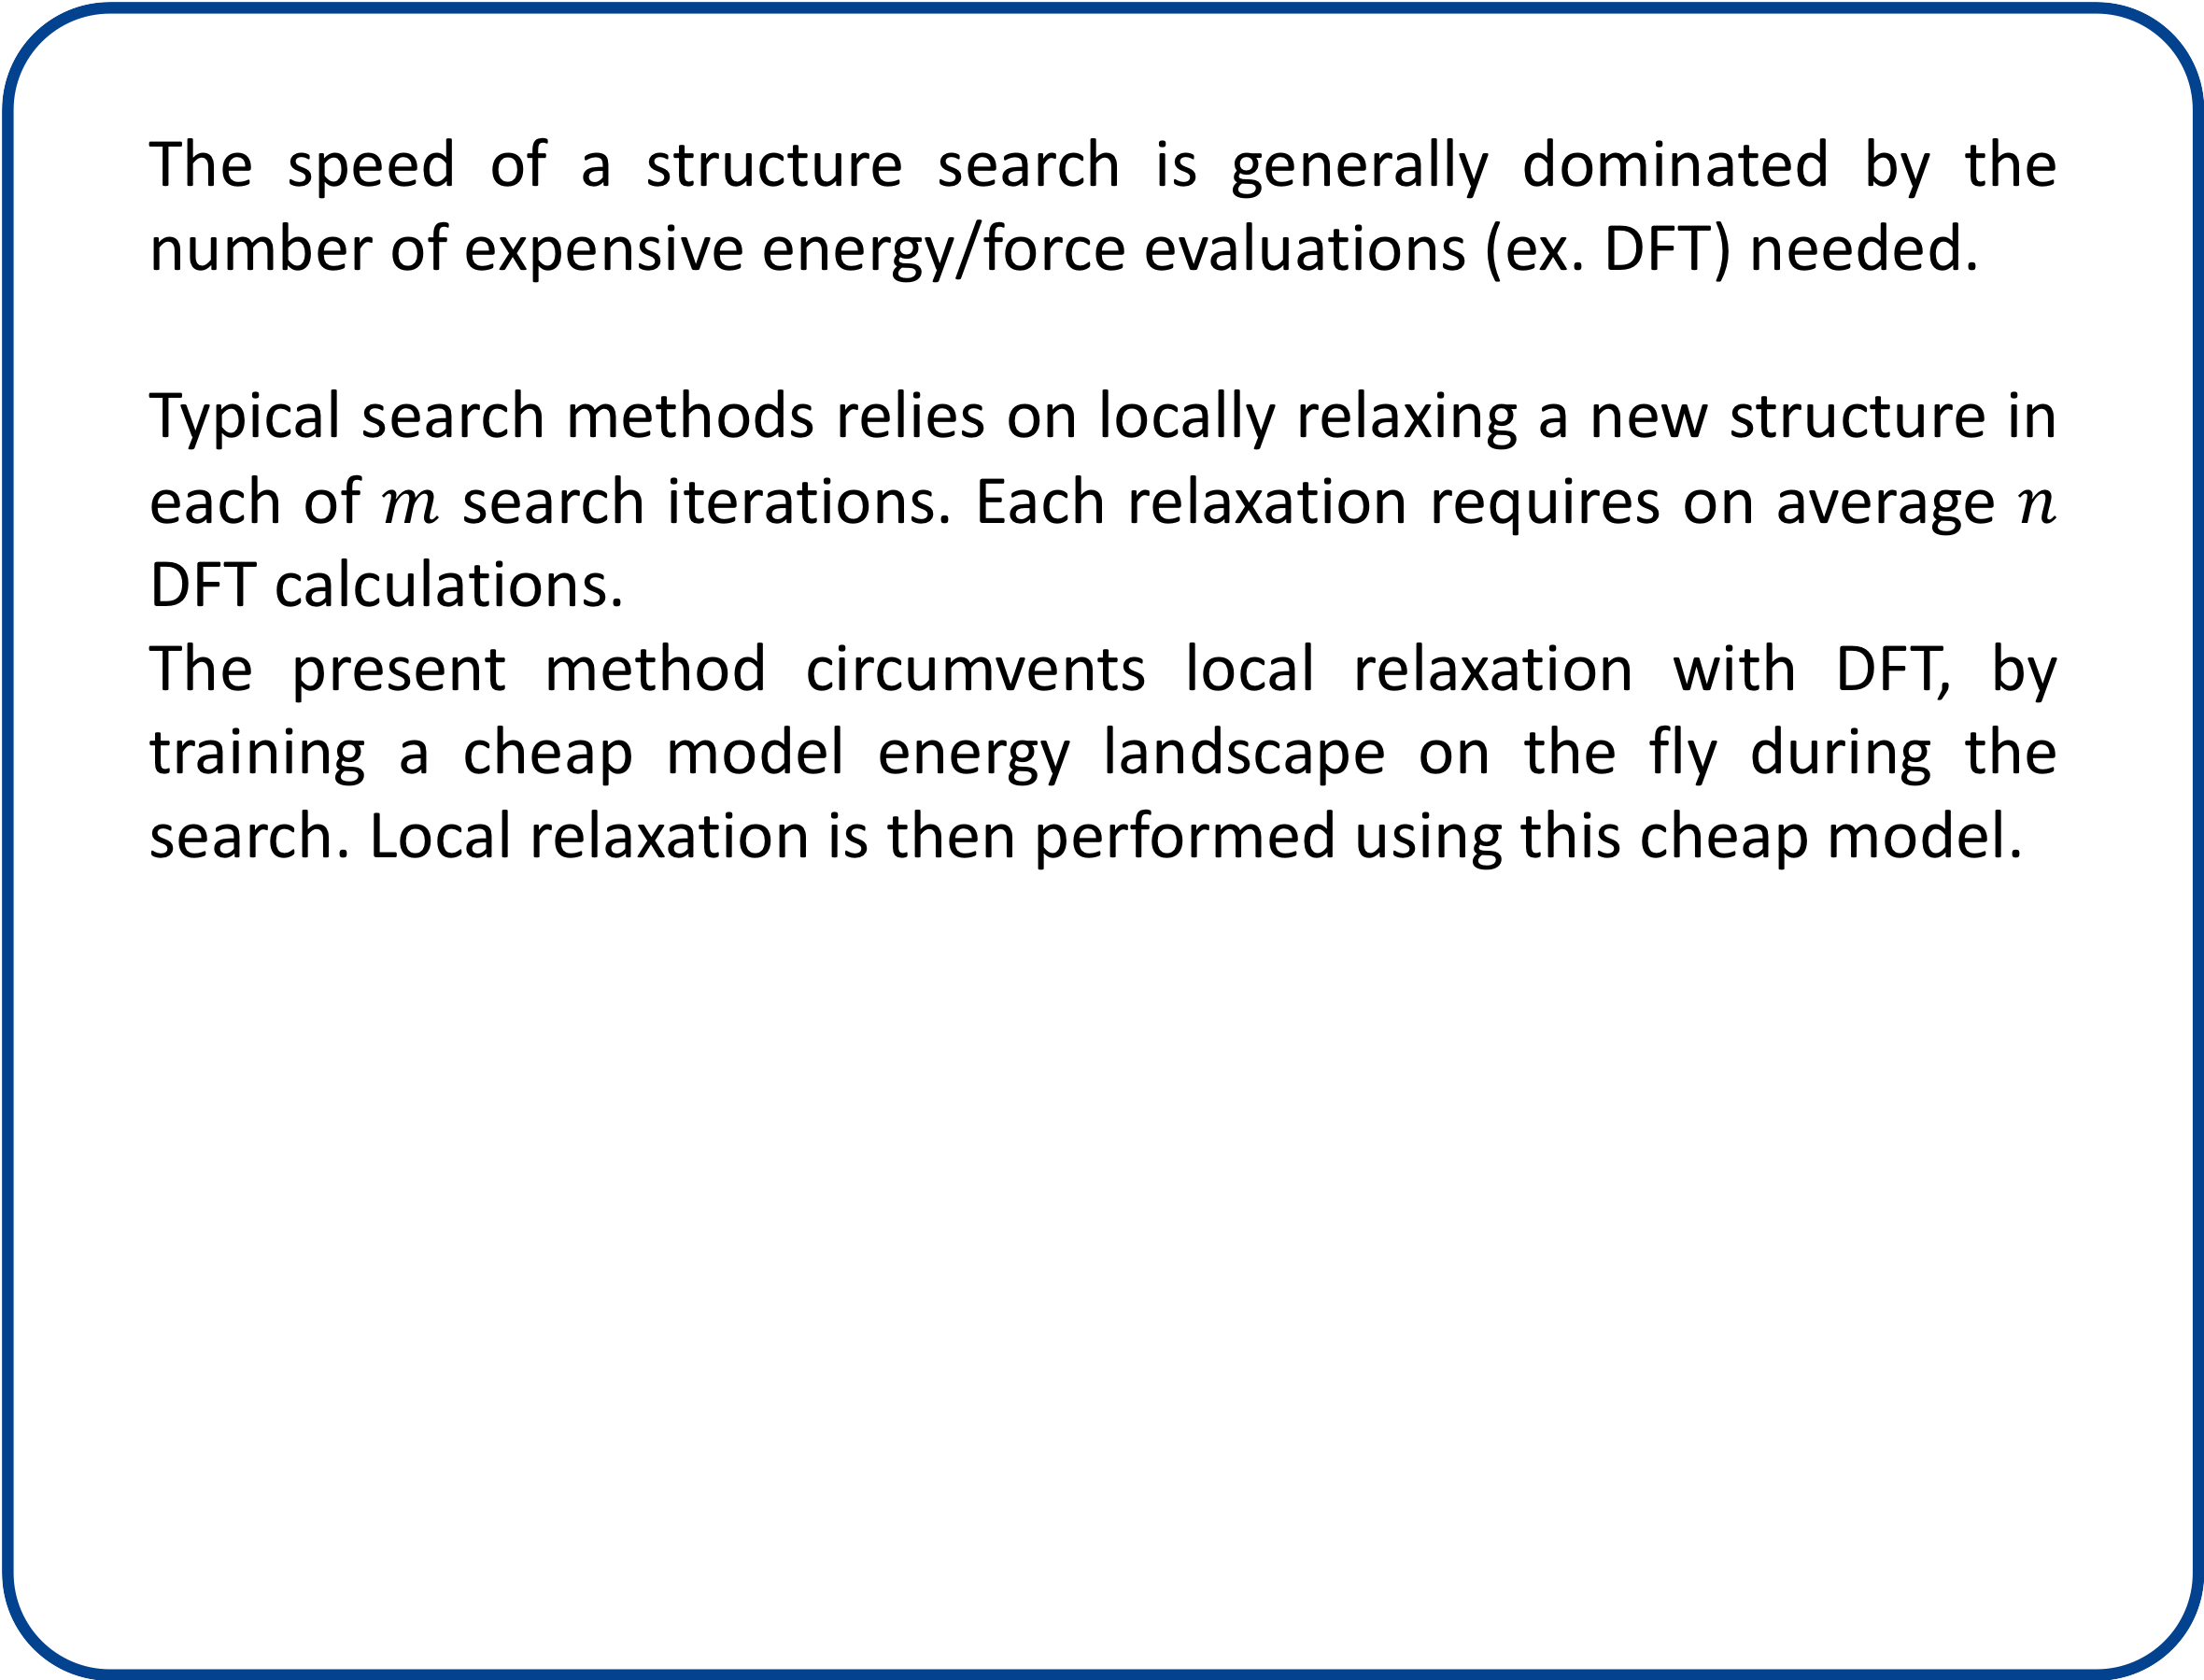 The speed of a structure search is generally dominated by the
number of expensive energy/force evaluations (ex. DFT) needed.
Typical search methods relies on locally relaxing a new structure in
each of m search iterations. Each relaxation requires on average n
DFT calculations.
The present method circumvents local relaxation with DFT, by
training a cheap model energy landscape on the fly during the
search. Local relaxation is then performed using this cheap model.